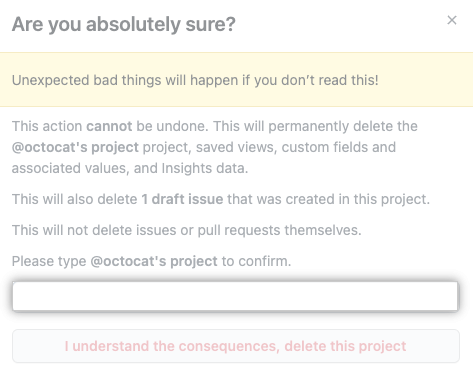 Are you absolutely sure?
Unexpected bad things will happen if you don’t read this!
This action cannot be undone. This will permanently delete the
@octocat's project project, saved views, custom fields and
associated values, and Insights data.
This will also delete 1 draft issue that was created in this project.
This will not delete issues or pull requests themselves.
Please type @octocat's project to confirm.
I understand the consequences, delete this project